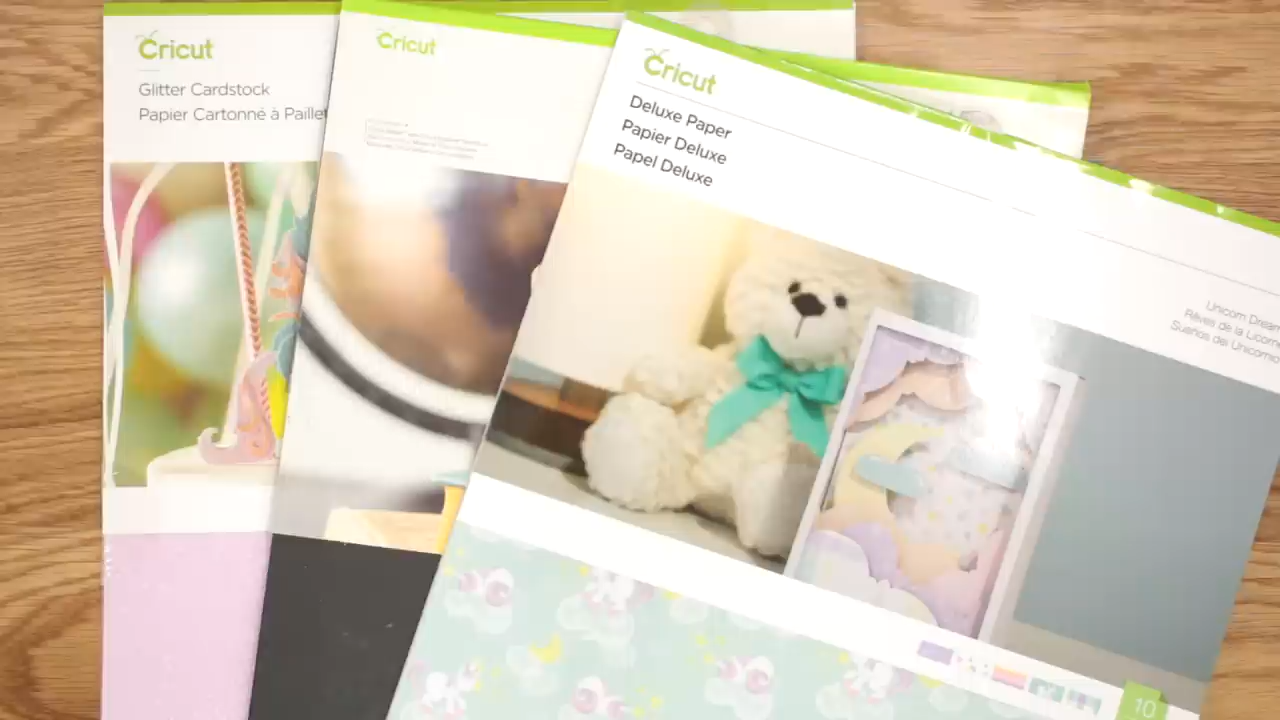 Cricut
Glitter Cardstock
Papier Cartonné à Paillet
Cricut
Cricut
Deluxe Paper
Papier Deluxe
Papel Deluxe
Unicorn Dream
Rêves de la Licorne
Sueños del Unicornio
10